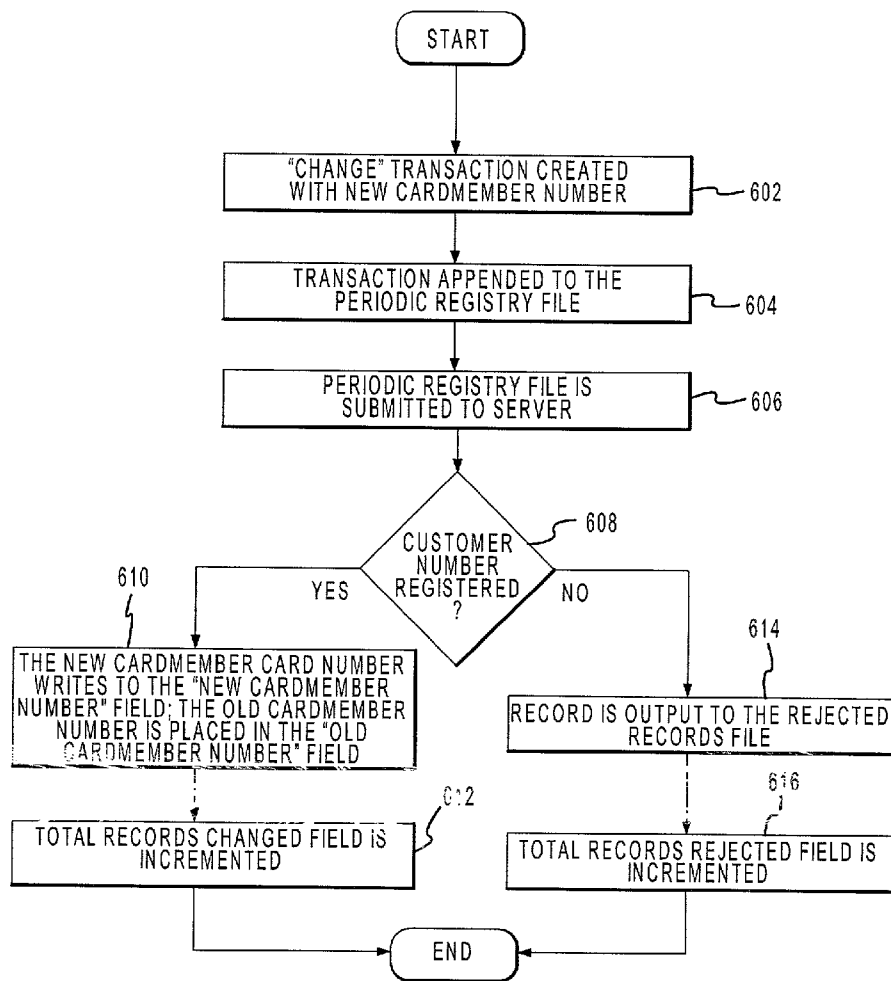 START
"CHANGE" TRANSACTION CREATED
WITH NEW CARDMEMBER NUMBER
602
TRANSACTION APPENDED TO THE
PERIODIC REGISTRY FILE
604
PERIODIC REGISTRY FILE IS
SUBMITTED TO SERVER
606
CUSTOMER
NUMBER
REGISTERED
?
608
YES
NO
610
THE NEW CARDMEMBER CARD NUMBER
WRITES TO THE "NEW CARDMEMBER
NUMBER" FIELD; THE OLD CARDMEMBER
NUMBER IS PLACED IN THE "OLD
CARDMEMBER NUMBER" FIELD
614
RECORD IS OUTPUT TO THE REJECTED
RECORDS FILE
612
TOTAL RECORDS CHANGED FIELD IS
INCREMENTED
616
TOTAL RECORDS REJECTED FIELD IS
INCREMENTED
END